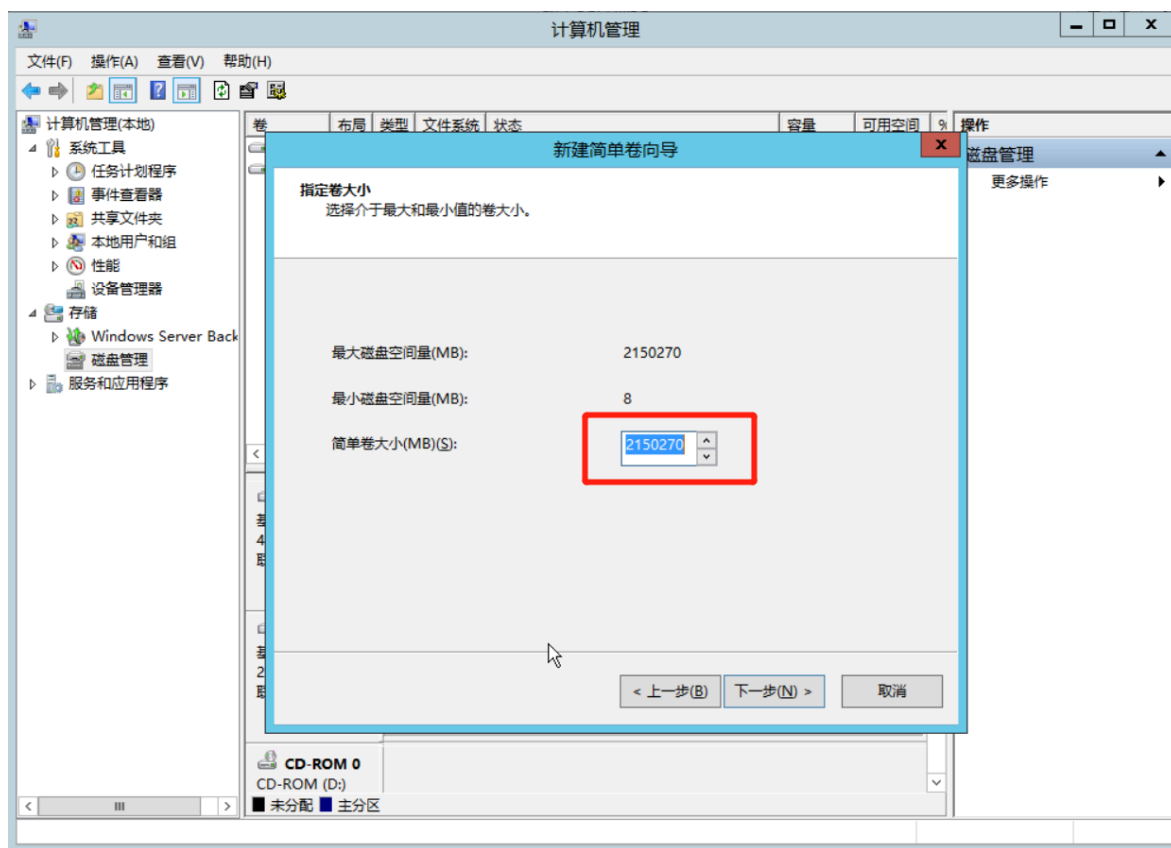 计算机管理
文件(F) 操作(A) 查看(V) 帮助(H)
计算机管理(本地)
系统工具
任务计划程序
事件查看器
共享文件夹
本地用户和组
性能
设备管理器
存储
Windows Server Back
磁盘管理
服务和应用程序
卷 布局 类型 文件系统 状态 容量 可用空间 %
新建简单卷向导
指定卷大小
选择介于最大和最小值的卷大小。
最大磁盘空间量(MB): 2150270
最小磁盘空间量(MB): 8
简单卷大小(MB)(S): 2150270
< 上一步(B) 下一步(N) > 取消
基
4
联
基
2
联
CD-ROM 0
CD-ROM (D:)
未分配 主分区
操作
磁盘管理
更多操作